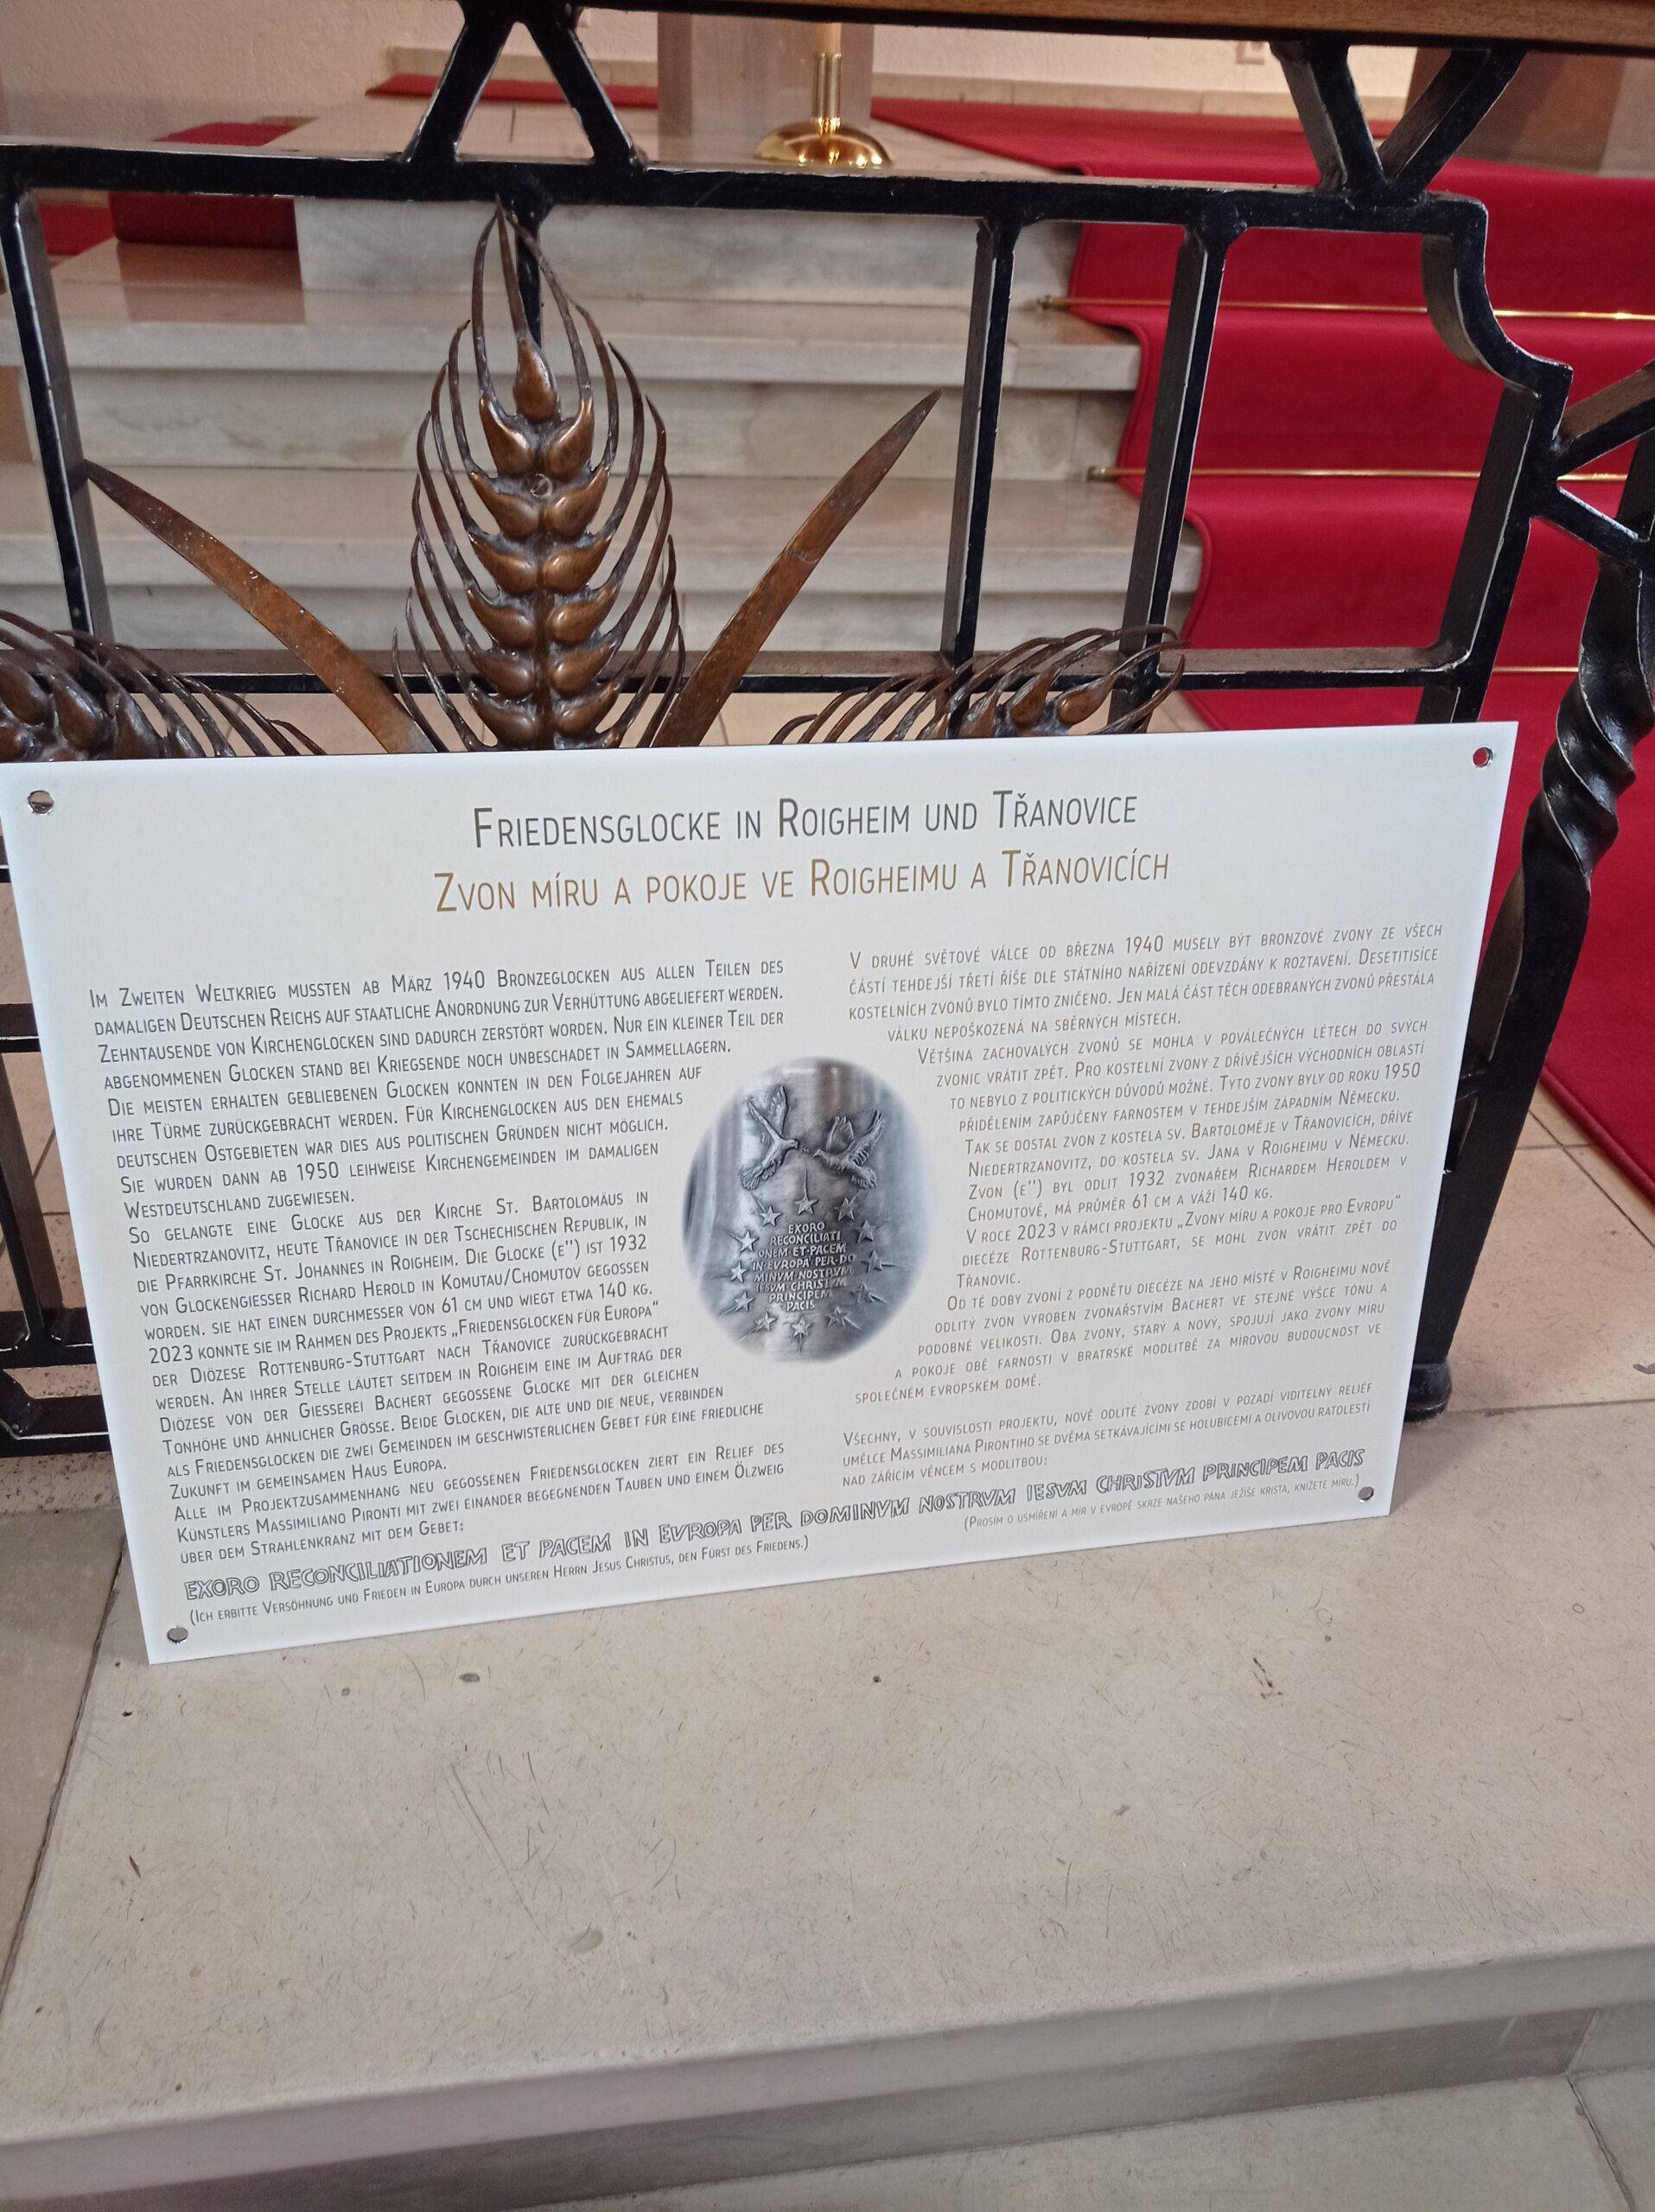 Friedensglocke in Roigheim und Třanovice
Zvon míru a pokoje ve Roigheimu a Třanovicích
Im Zweiten Weltkrieg mussten ab März 1940 Bronzeglocken aus allen Teilen des
damaligen Deutschen Reichs auf staatliche Anordnung zur Verhüttung abgeliefert werden.
Zehntausende von Kirchenglocken sind dadurch zerstört worden. Nur ein kleiner Teil der
abgenommenen Glocken stand bei Kriegsende noch unbeschadet in Sammellagern.
Die meisten erhalten gebliebenen Glocken konnten in den Folgejahren auf
ihre Türme zurückgebracht werden. Für Kirchenglocken aus den ehemals
deutschen Ostgebieten war dies aus politischen Gründen nicht möglich.
Sie wurden dann ab 1950 leihweise Kirchengemeinden im damaligen
Westdeutschland zugewiesen.
So gelangte eine Glocke aus der Kirche St. Bartolomäus in
Niedertrzanovitz, heute Třanovice in der Tschechischen Republik, in
die Pfarrkirche St. Johannes in Roigheim. Die Glocke (e'') ist 1932
von Glockengiesser Richard Herold in Komutau/Chomutov gegossen
worden. sie hat einen durchmesser von 61 cm und wiegt etwa 140 kg.
2023 konnte sie im Rahmen des Projekts „Friedensglocken für Europa“
der Diözese Rottenburg-Stuttgart nach Třanovice zurückgebracht
werden. An ihrer Stelle läutet seitdem in Roigheim eine im Auftrag der
Diözese von der Giesserei Bachert gegossene Glocke mit der gleichen
Tonhöhe und ähnlicher Grösse. Beide Glocken, die alte und die neue, verbinden
als Friedensglocken die zwei Gemeinden im geschwisterlichen Gebet für eine friedliche
Zukunft im gemeinsamen Haus Europa.
Alle im Projektzusammenhang neu gegossenen Friedensglocken ziert ein Relief des
Künstlers Massimiliano Pironti mit zwei einander begegnenden Tauben und einem Ölzweig
über dem Strahlenkranz mit dem Gebet:
V druhé světové válce od března 1940 musely být bronzové zvony ze všech
částí tehdejší třetí říše dle státního nařízení odevzdány k roztavení. Desetitisíce
kostelních zvonů bylo tímto zničeno. Jen malá část těch odebraných zvonů přestála
válku nepoškozená na sběrných místech.
Většina zachovalých zvonů se mohla v poválečných létech do svých
zvonic vrátit zpět. Pro kostelní zvony z dřívějších východních oblastí
to nebylo z politických důvodů možné. Tyto zvony byly od roku 1950
přidělením zapůjčeny farnostem v tehdejším západním Německu.
Tak se dostal zvon z kostela sv. Bartoloměje v Třanovicích, dříve
Niedertrzanovitz, do kostela sv. Jana v Roigheimu v Německu.
Zvon (e'') byl odlit 1932 zvonařem Richardem Heroldem v
Chomutově, má průměr 61 cm a váží 140 kg.
V roce 2023 v rámci projektu „Zvony míru a pokoje pro Evropu“
diecéze Rottenburg-Stuttgart, se mohl zvon vrátit zpět do
Třanovic.
Od té doby zvoní z podnětu diecéze na jeho místě v Roigheimu nově
odlitý zvon vyroben zvonařstvím Bachert ve stejné výšce tónu a
podobné velikosti. Oba zvony, starý a nový, spojují jako zvony míru
a pokoje obě farnosti v bratrské modlitbě za mírovou budoucnost ve
společném evropském domě.
Všechny, v souvislosti projektu, nově odlité zvony zdobí v pozadí viditelný reliéf
umělce Massimiliana Pirontiho se dvěma setkávajícími se holubicemi a olivovou ratolestí
nad zářícím věncem s modlitbou:
EXORO
RECONCILIATI
ONEM ET·PACEM
IN·EVROPA·PER·DO
MINVM NOSTRVM
IESVM·CHRISTVM
PRINCIPEM
PACIS
EXORO RECONCILIATIONEM ET PACEM IN EVROPA PER DOMINVM NOSTRVM IESVM CHRISTVM PRINCIPEM PACIS
(Ich erbitte Versöhnung und Frieden in Europa durch unseren Herrn Jesus Christus, den Fürst des Friedens.)
(Prosím o usmíření a mír v Evropě skrze našeho pána Ježíše Krista, knížete míru.)